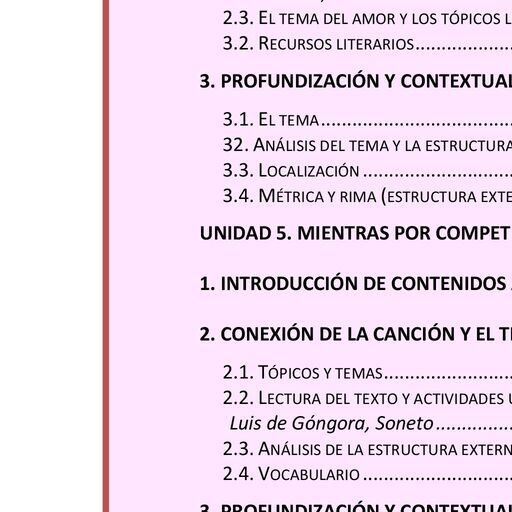 2.3. El tema del amor y los tópicos
3.2. Recursos literarios..............
3. PROFUNDIZACIÓN Y CONTEXTUAL
3.1. El tema................................
32. Análisis del tema y la estructura
3.3. Localización.........................
3.4. Métrica y rima (estructura exte
UNIDAD 5. MIENTRAS POR COMPET
1. INTRODUCCIÓN DE CONTENIDOS
2. CONEXIÓN DE LA CANCIÓN Y EL T
2.1. Tópicos y temas.....................
2.2. Lectura del texto y actividades
Luis de Góngora, Soneto.............
2.3. Análisis de la estructura extern
2.4. Vocabulario.........................
3. PROFUNDIZACIÓN Y CONTEXTUAL